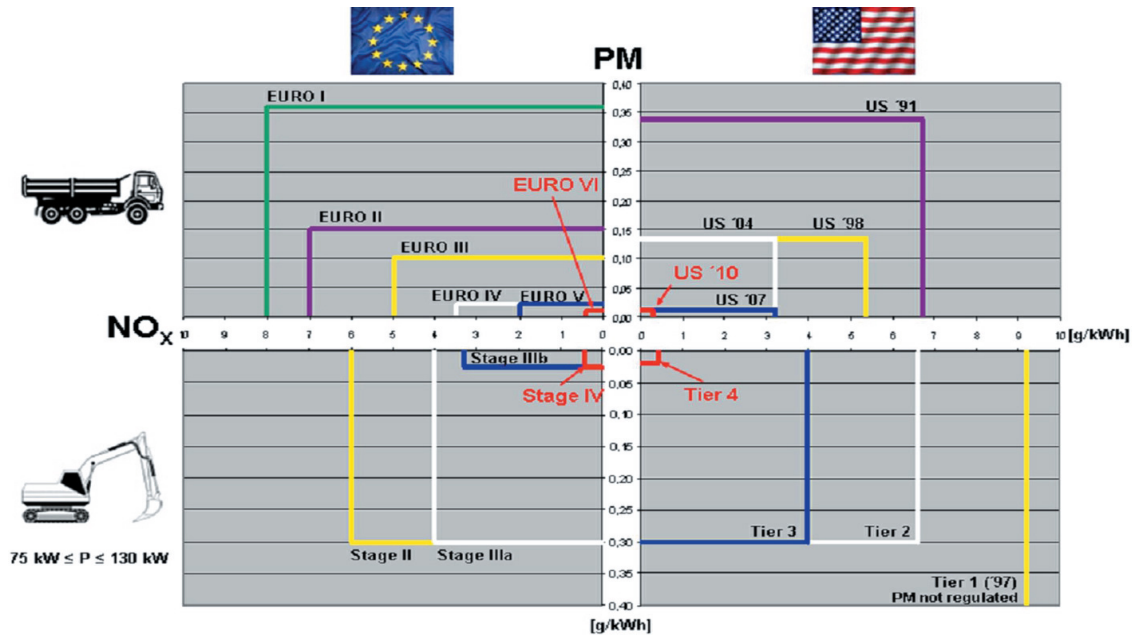 PM
0,40
0,35
0,30
0,25
0,20
0,15
0,10
0,05
0,00
EURO I
EURO II
EURO III
EURO IV
EURO V
EURO VI
US ´91
US ´04
US ´98
US ´10
US ´07
NOx
10 9 8 7 6 5 4 3 2 1 0
0 1 2 3 4 5 6 7 8 9 10
[g/kWh]
0,00
0,05
0,10
0,15
0,20
0,25
0,30
0,35
0,40
Stage IIIb
Stage IV
Stage II
Stage IIIa
Tier 4
Tier 3
Tier 2
Tier 1 (´97)
PM not regulated
75 kW ≤ P ≤ 130 kW
[g/kWh]